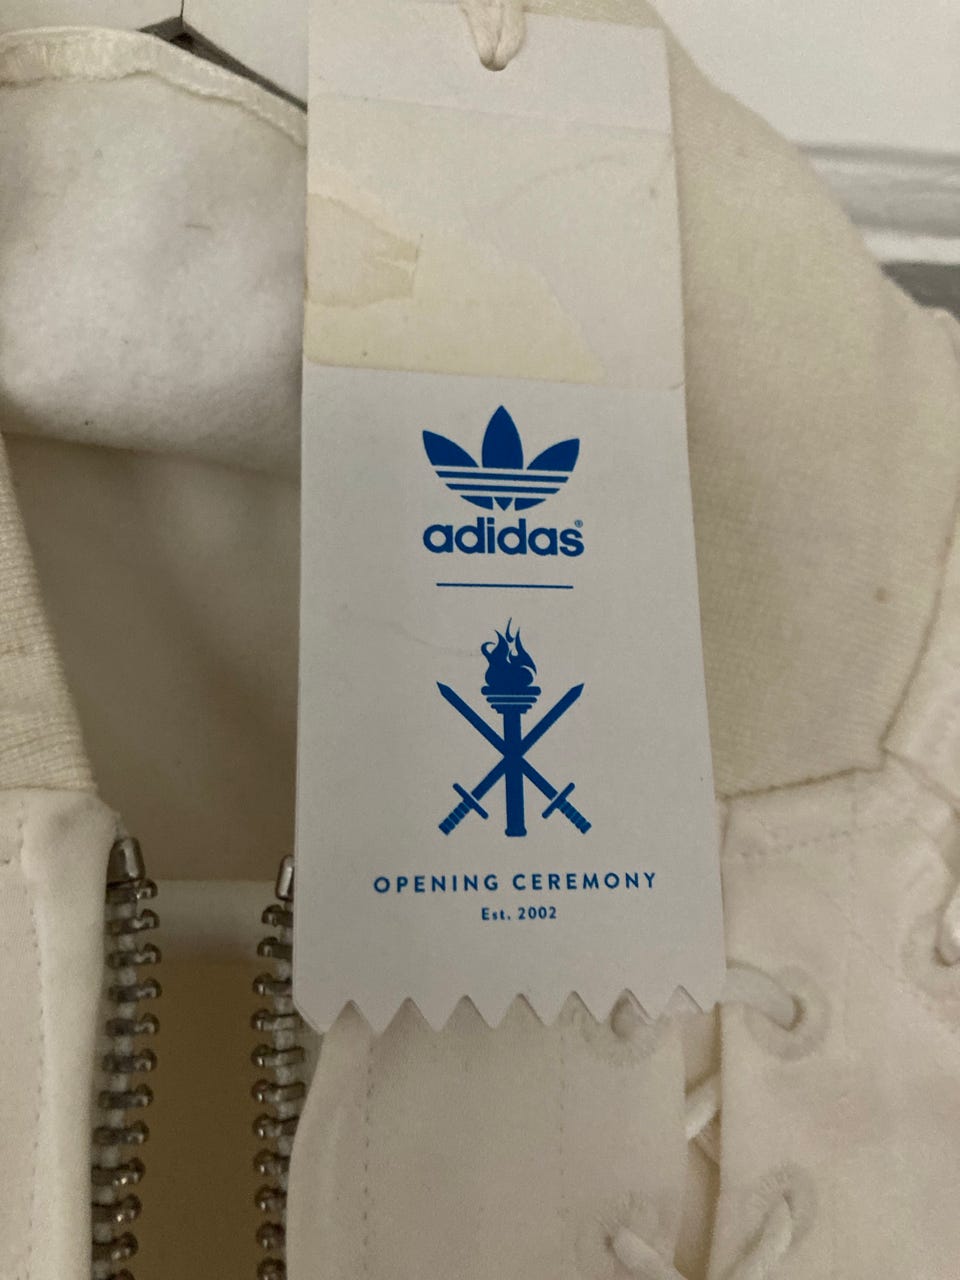 adidas®
OPENING CEREMONY
Est. 2002